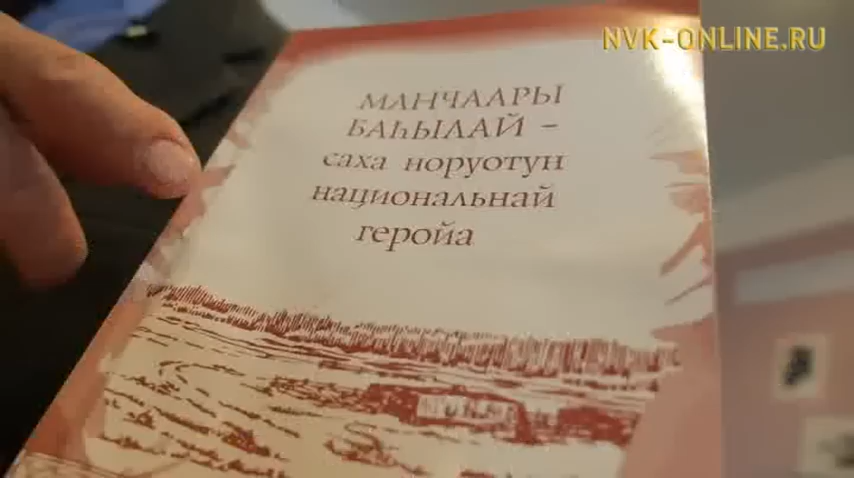 NVK-ONLINE.RU
МАНЧААРЫ
БАҺЫЛАЙ –
саха норуотун
национальнай
геройа